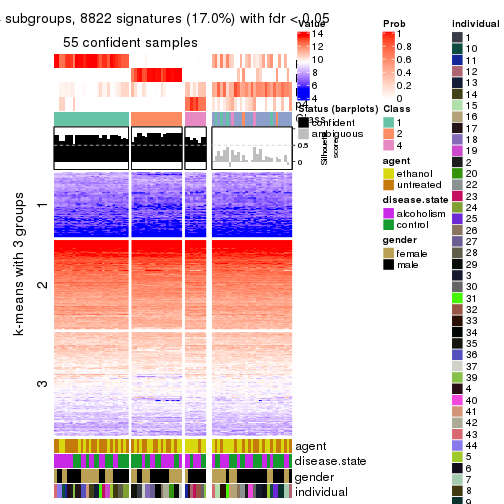 subgroups, 8822 signatures (17.0%) with fdr < 0.05
55 confident samples
k-means with 3 groups
1
2
3
p4
Class
0.5
0
Silhouette
score
agent
disease.state
gender
individual
Value
14
12
10
8
6
4
Status (barplots)
confident
ambiguous
Prob
1
0.8
0.6
0.4
0.2
0
Class
1
2
4
agent
ethanol
untreated
disease.state
alcoholism
control
gender
female
male
individual
1
10
11
12
13
14
15
16
17
18
19
2
20
22
23
24
25
26
27
28
29
3
30
31
32
33
34
35
36
37
39
4
40
41
42
43
44
5
6
7
8
9